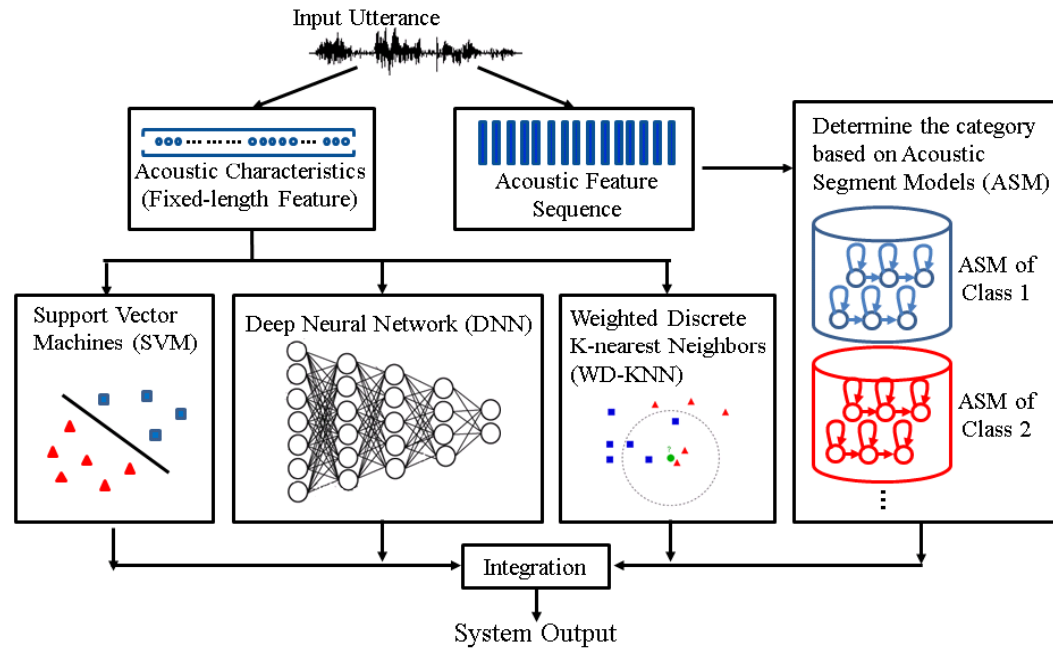 Input Utterance
Acoustic Characteristics
(Fixed-length Feature)
Acoustic Feature
Sequence
Determine the category
based on Acoustic
Segment Models (ASM)
ASM of
Class 1
ASM of
Class 2
Support Vector
Machines (SVM)
Deep Neural Network (DNN)
Weighted Discrete
K-nearest Neighbors
(WD-KNN)
?
Integration
System Output